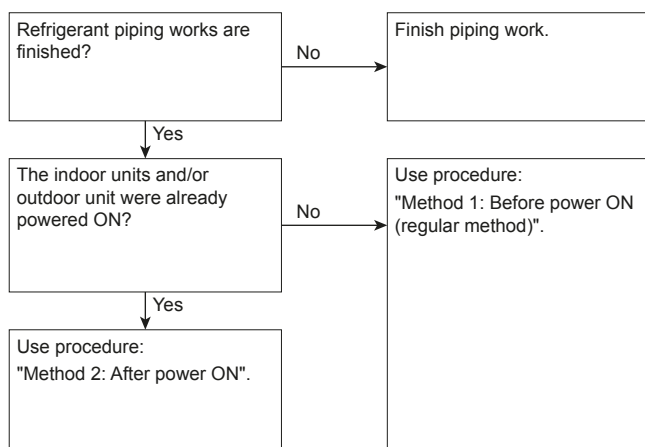 Refrigerant piping works are
finished?
No
Finish piping work.
Yes
The indoor units and/or
outdoor unit were already
powered ON?
No
Use procedure:
"Method 1: Before power ON
(regular method)".
Yes
Use procedure:
"Method 2: After power ON".